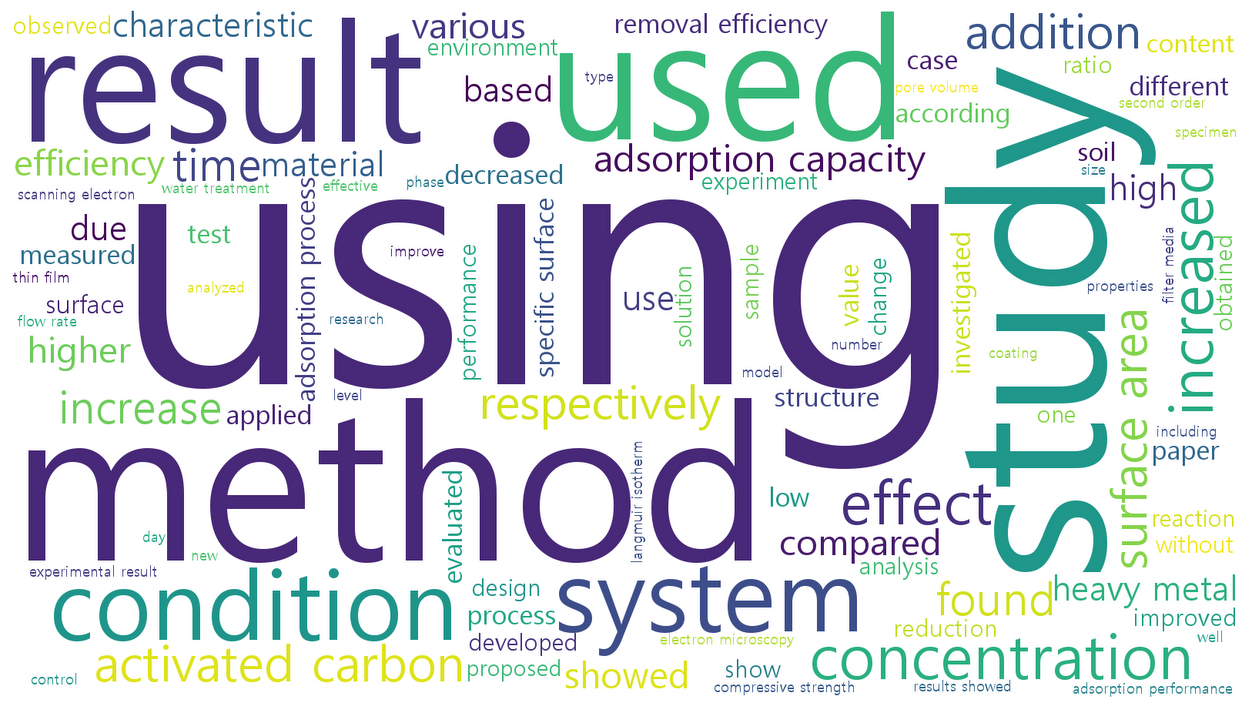 observed
characteristic
various
removal efficiency
addition
content
environment
result
used
type
case
ratio
based
different
pore volume
second order
according
specimen
efficiency
time
material
adsorption capacity
soil
scanning electron
water treatment
effective
phase
decreased
experiment
size
high
study
due
test
using
measured
improve
thin film
analyzed
adsorption process
performance
specific surface
use
solution
sample
value
change
investigated
properties
filter media
increased
obtained
surface
flow rate
research
number
higher
coating
model
level
increase
applied
respectively
structure
one
surface area
including
paper
method
langmuir isotherm
evaluated
low
effect
compared
reaction
without
day
new
analysis
experimental result
condition
design
system
heavy metal
process
found
improved
developed
reduction
well
electron microscopy
activated carbon
proposed
showed
show
concentration
control
compressive strength
results showed
adsorption performance